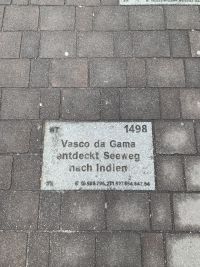 1498
Vasco da Gama
entdeckt Seeweg
nach Indien